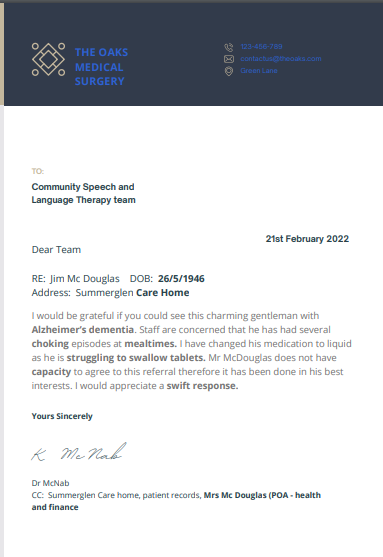 THE OAKS
MEDICAL
SURGERY
123-456-789
contactus@theoaks.com
Green Lane
TO:
Community Speech and
Language Therapy team
21st February 2022
Dear Team
RE: Jim Mc Douglas DOB: 26/5/1946
Address: Summerglen Care Home
I would be grateful if you could see this charming gentleman with
Alzheimer's dementia. Staff are concerned that he has had several
choking episodes at mealtimes. I have changed his medication to liquid
as he is struggling to swallow tablets. Mr McDouglas does not have
capacity to agree to this referral therefore it has been done in his best
interests. I would appreciate a swift response.
Yours Sincerely
K McNab
Dr McNab
CC: Summerglen Care home, patient records, Mrs Mc Douglas (POA - health
and finance